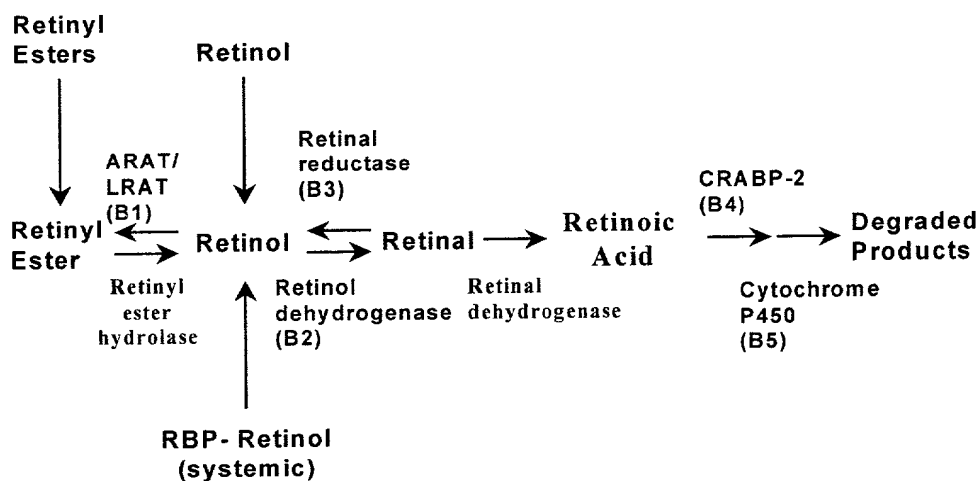 Retinyl
Esters
Retinol
ARAT/
LRAT
(B1)
Retinal
reductase
(B3)
CRABP-2
(B4)
Retinyl
Ester
Retinol
Retinal
Retinoic
Acid
Degraded
Products
Retinyl
ester
hydrolase
Retinol
dehydrogenase
(B2)
Retinal
dehydrogenase
Cytochrome
P450
(B5)
RBP- Retinol
(systemic)